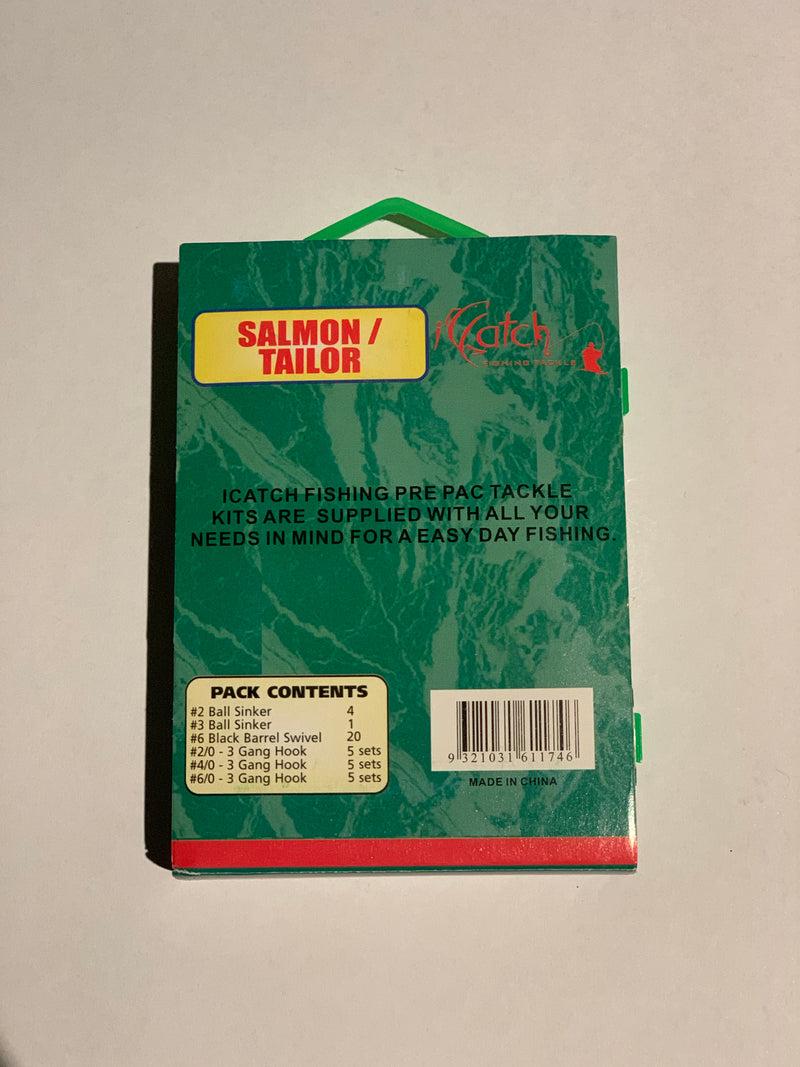 SALMON /
TAILOR
iCatch
FISHING TACKLE
ICATCH FISHING PRE PAC TACKLE
KITS ARE SUPPLIED WITH ALL YOUR
NEEDS IN MIND FOR A EASY DAY FISHING.
PACK CONTENTS
#2 Ball Sinker 4
#3 Ball Sinker 1
#6 Black Barrel Swivel 20
#2/0 - 3 Gang Hook 5 sets
#4/0 - 3 Gang Hook 5 sets
#6/0 - 3 Gang Hook 5 sets
9 321031 611746
MADE IN CHINA